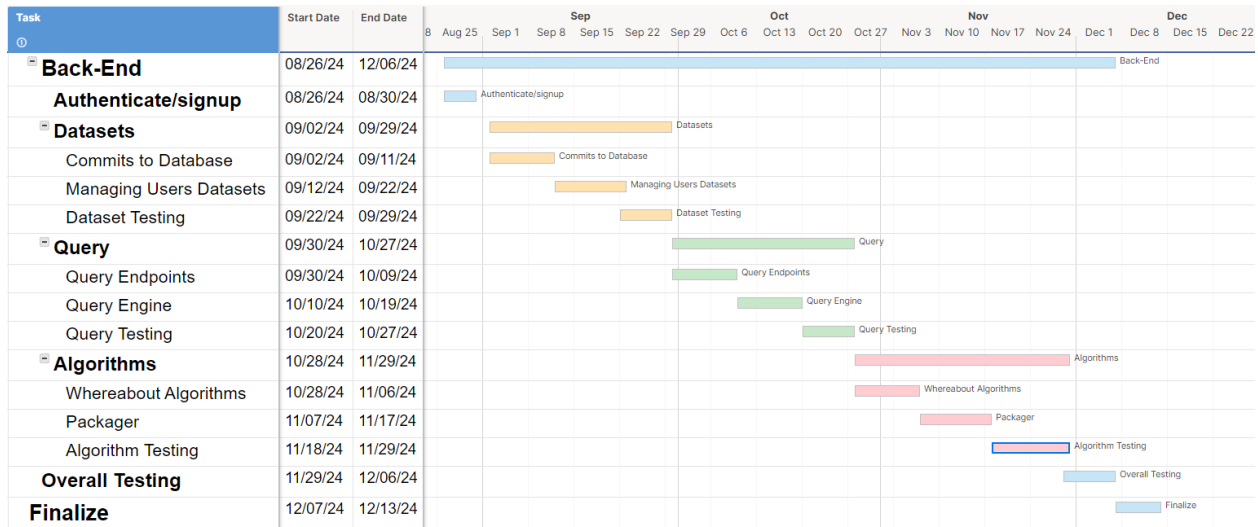 Task Start Date End Date Sep Oct Nov Dec
8 Aug 25 Sep 1 Sep 8 Sep 15 Sep 22 Sep 29 Oct 6 Oct 13 Oct 20 Oct 27 Nov 3 Nov 10 Nov 17 Nov 24 Dec 1 Dec 8 Dec 15 Dec 22
Back-End 08/26/24 12/06/24 Back-End
Authenticate/signup 08/26/24 08/30/24 Authenticate/signup
Datasets 09/02/24 09/29/24 Datasets
Commits to Database 09/02/24 09/11/24 Commits to Database
Managing Users Datasets 09/12/24 09/22/24 Managing Users Datasets
Dataset Testing 09/22/24 09/29/24 Dataset Testing
Query 09/30/24 10/27/24 Query
Query Endpoints 09/30/24 10/09/24 Query Endpoints
Query Engine 10/10/24 10/19/24 Query Engine
Query Testing 10/20/24 10/27/24 Query Testing
Algorithms 10/28/24 11/29/24 Algorithms
Whereabout Algorithms 10/28/24 11/06/24 Whereabout Algorithms
Packager 11/07/24 11/17/24 Packager
Algorithm Testing 11/18/24 11/29/24 Algorithm Testing
Overall Testing 11/29/24 12/06/24 Overall Testing
Finalize 12/07/24 12/13/24 Finalize